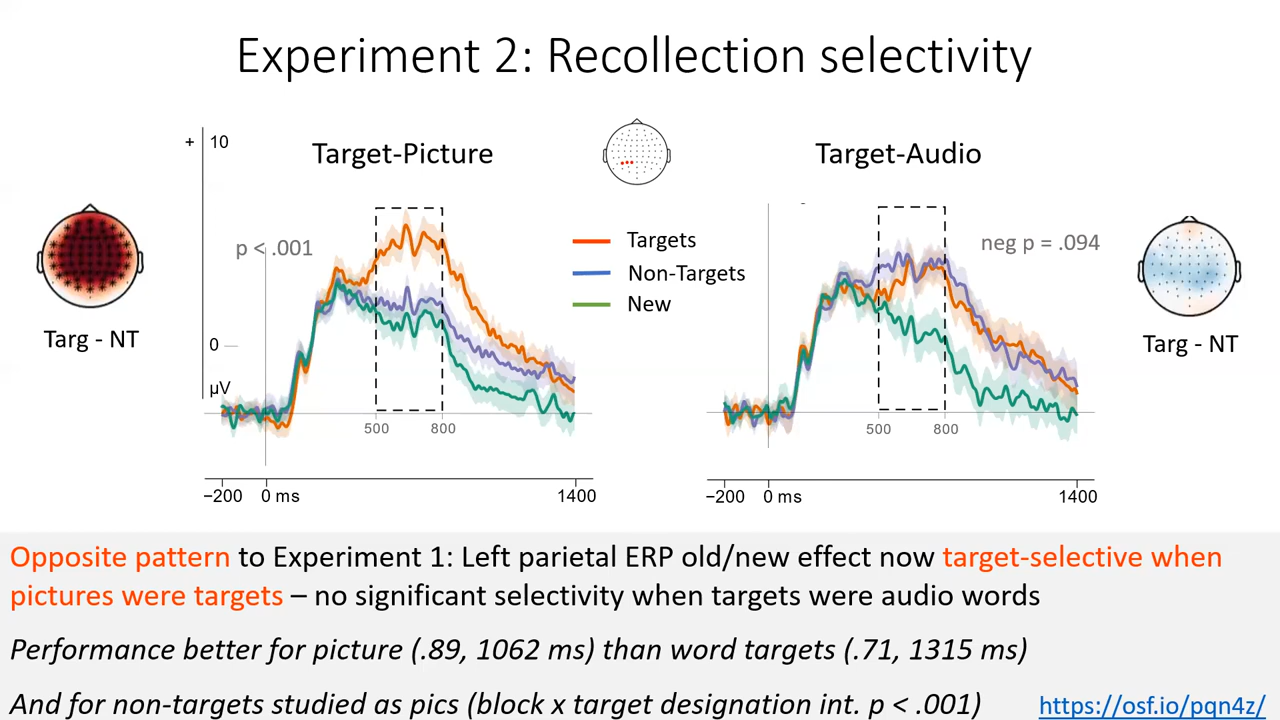 Experiment 2: Recollection selectivity
+ 10
Target-Picture
Target-Audio
p < .001
Targets
Non-Targets
New
neg p = .094
Targ - NT
0
µV
Targ - NT
500 800
500 800
−200 0 ms 1400
−200 0 ms 1400
Opposite pattern to Experiment 1: Left parietal ERP old/new effect now target-selective when
pictures were targets – no significant selectivity when targets were audio words
Performance better for picture (.89, 1062 ms) than word targets (.71, 1315 ms)
And for non-targets studied as pics (block x target designation int. p < .001)
https://osf.io/pqn4z/